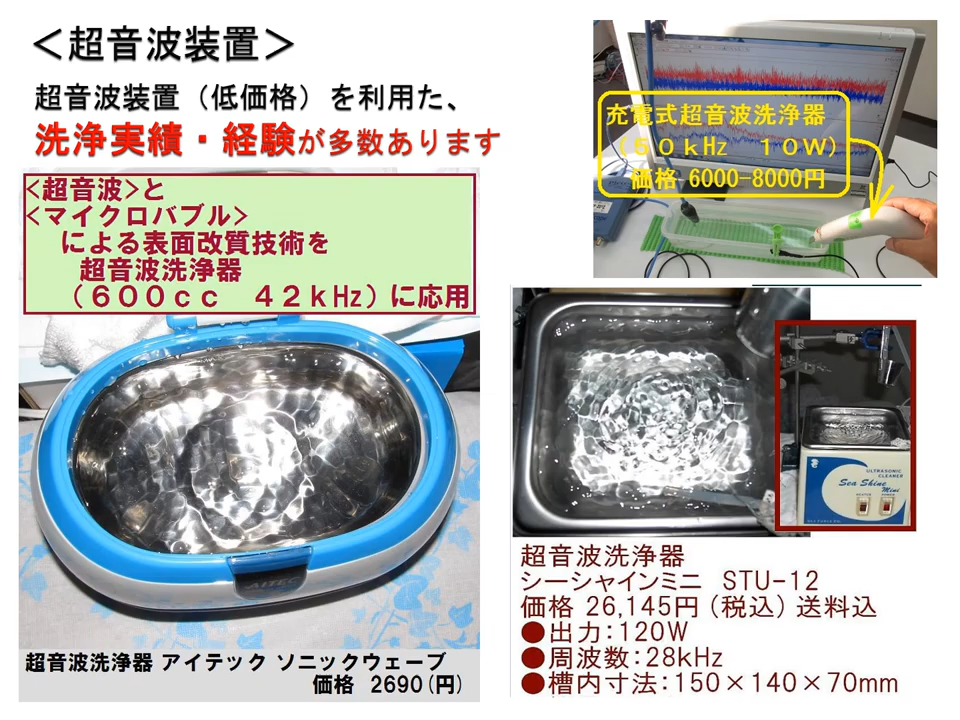 ＜超音波装置＞
超音波装置（低価格）を利用た、
洗浄実績・経験が多数あります
<超音波>と
<マイクロバブル>
による表面改質技術を
超音波洗浄器
（６００ｃｃ　４２ｋHz）に応用
AITEC
超音波洗浄器 アイテック ソニックウェーブ
価格　2690(円)
充電式超音波洗浄器
（５０ｋHz　１０W）
価格 6000-8000円
ULTRASONIC
CLEANER
Sea Shine
Mini
HEATER POWER
超音波洗浄器
シーシャインミニ　STU-12
価格 26,145円（税込）送料込
●出力：120W
●周波数：28kHz
●槽内寸法：150×140×70mm